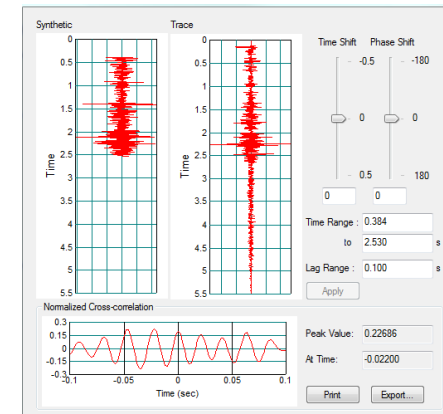 Synthetic
Trace
Time Shift Phase Shift
0
0.5
1
1.5
2
2.5
3
3.5
4
4.5
5
5.5
Time
0
0.5
1
1.5
2
2.5
3
3.5
4
4.5
5
5.5
Time
-0.5 -180
0 0
0.5 180
0 0
Time Range : 0.384
to 2.530 s
Lag Range : 0.100 s
Apply
Normalized Cross-correlation
0.3
0.15
0
-0.15
-0.3
-0.1 -0.05 0 0.05 0.1
Time (sec)
Peak Value: 0.22686
At Time: -0.02200
Print Export...